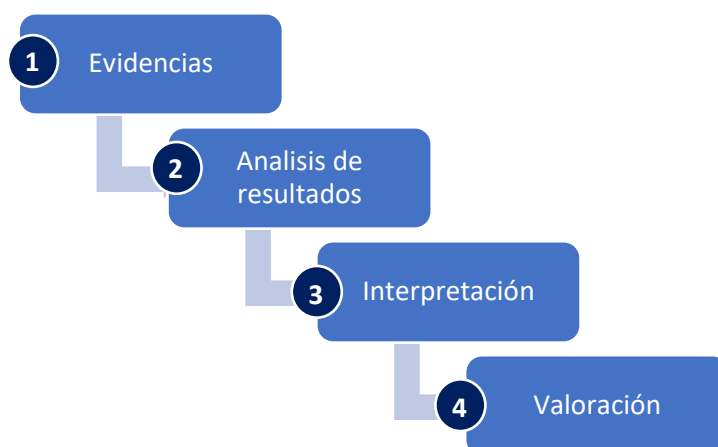 1
Evidencias
2
Analisis de
resultados
3
Interpretación
4
Valoración